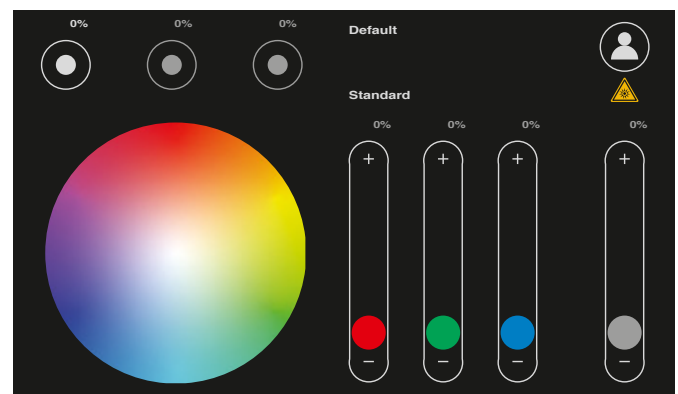 0% 0% 0%
Default
Standard
0% 0% 0% 0%
+ + + +
− − − −